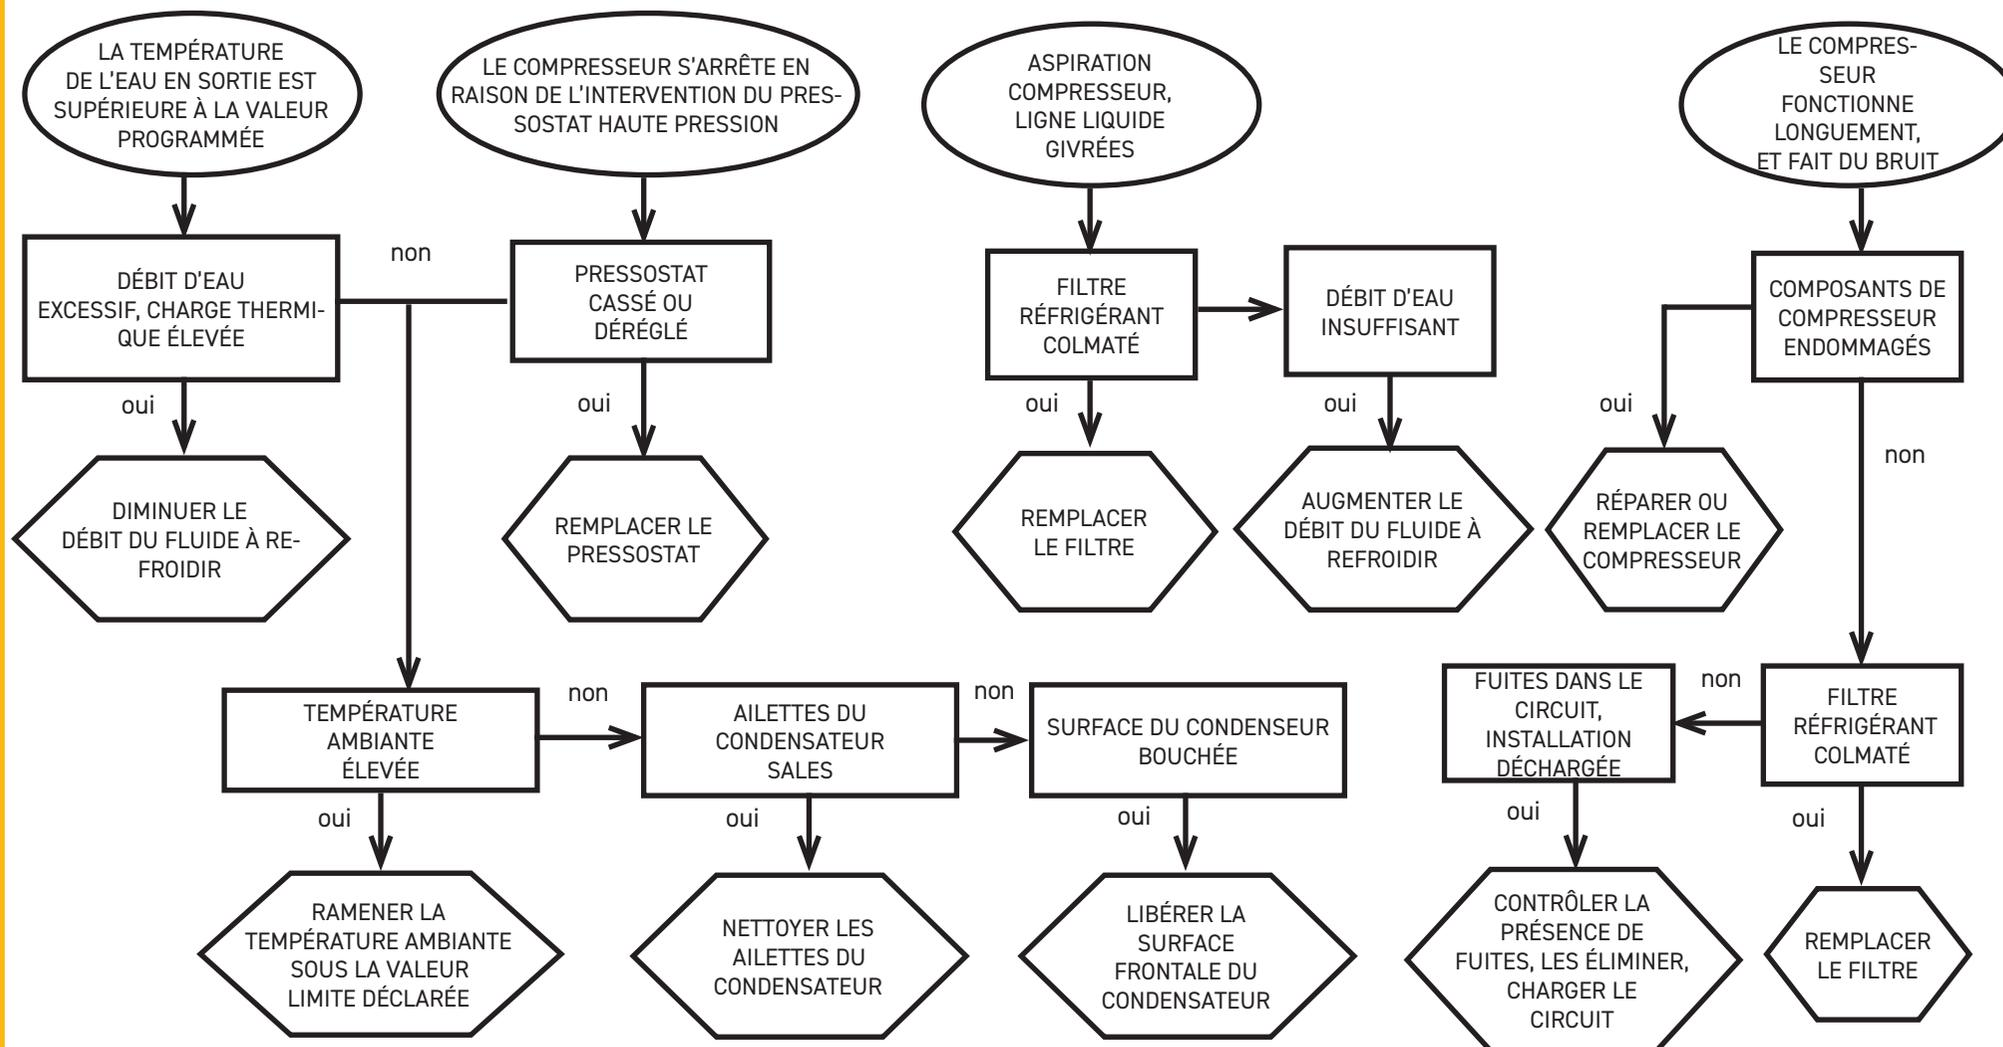 LA TEMPÉRATURE
DE L'EAU EN SORTIE EST
SUPÉRIEURE À LA VALEUR
PROGRAMMÉE
LE COMPRESSEUR S'ARRÊTE EN
RAISON DE L'INTERVENTION DU PRES-
SOSTAT HAUTE PRESSION
ASPIRATION
COMPRESSEUR,
LIGNE LIQUIDE
GIVRÉES
LE COMPRES-
SEUR
FONCTIONNE
LONGUEMENT,
ET FAIT DU BRUIT
DÉBIT D'EAU
EXCESSIF, CHARGE THERMI-
QUE ÉLEVÉE
non
PRESSOSTAT
CASSÉ OU
DÉRÉGLÉ
FILTRE
RÉFRIGÉRANT
COLMATÉ
DÉBIT D'EAU
INSUFFISANT
COMPOSANTS DE
COMPRESSEUR
ENDOMMAGÉS
oui
oui
oui
oui
oui
non
DIMINUER LE
DÉBIT DU FLUIDE À RE-
FROIDIR
REMPLACER LE
PRESSOSTAT
REMPLACER
LE FILTRE
AUGMENTER LE
DÉBIT DU FLUIDE À
REFROIDIR
RÉPARER OU
REMPLACER LE
COMPRESSEUR
TEMPÉRATURE
AMBIANTE
ÉLEVÉE
non
AILETTES DU
CONDENSATEUR
SALES
non
SURFACE DU CONDENSEUR
BOUCHÉE
FUITES DANS LE
CIRCUIT,
INSTALLATION
DÉCHARGÉE
non
FILTRE
RÉFRIGÉRANT
COLMATÉ
oui
oui
oui
oui
oui
RAMENER LA
TEMPÉRATURE AMBIANTE
SOUS LA VALEUR
LIMITE DÉCLARÉE
NETTOYER LES
AILETTES DU
CONDENSATEUR
LIBÉRER LA
SURFACE
FRONTALE DU
CONDENSATEUR
CONTRÔLER LA
PRÉSENCE DE
FUITES, LES ÉLIMINER,
CHARGER LE
CIRCUIT
REMPLACER
LE FILTRE